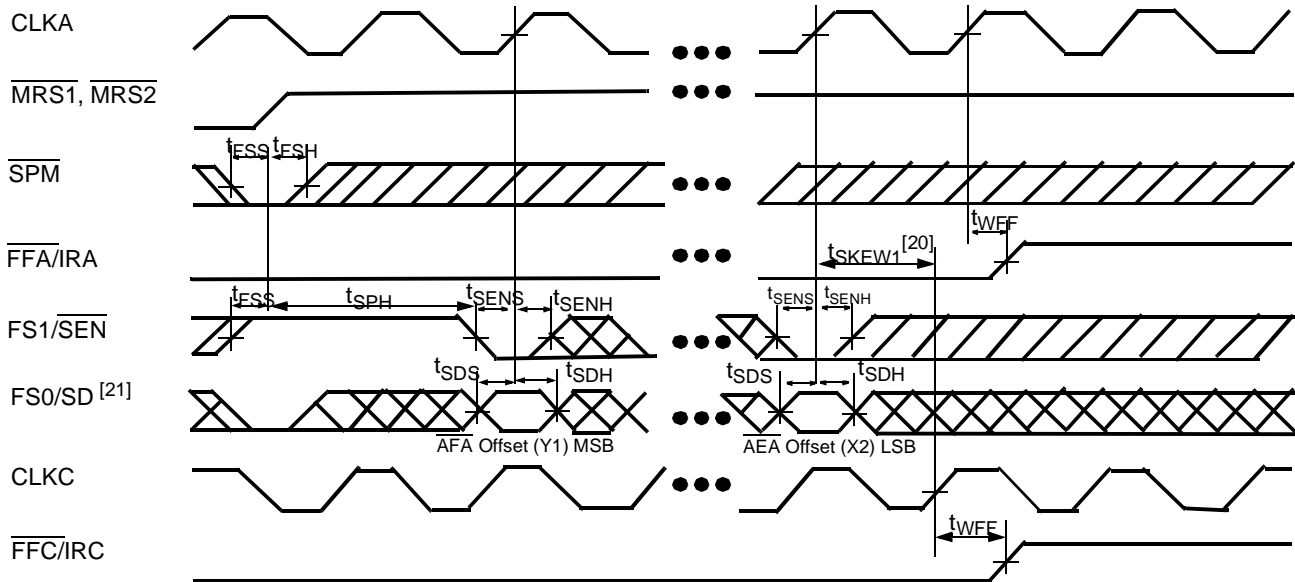 CLKA
MRS1, MRS2
tFSS tFSH
SPM
tWFF
FFA/IRA
tSKEW1[20]
tFSS tSPH tSENS tSENH
tSENS tSENH
FS1/SEN
tSDS tSDH
tSDS tSDH
FS0/SD [21]
AFA Offset (Y1) MSB
AEA Offset (X2) LSB
CLKC
tWFF
FFC/IRC